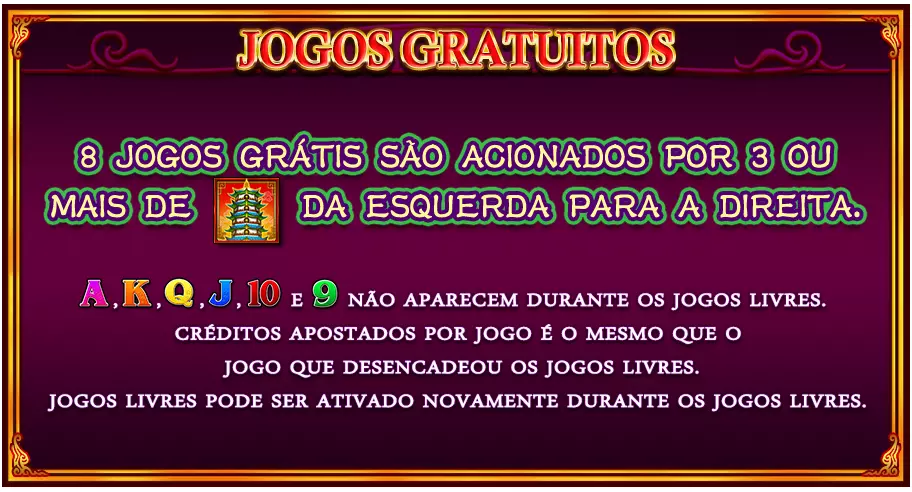 JOGOS GRATUITOS
8 JOGOS GRÁTIS SÃO ACIONADOS POR 3 OU
MAIS DE DA ESQUERDA PARA A DIREITA.
A,K,Q,J,10 E 9 NÃO APARECEM DURANTE OS JOGOS LIVRES.
CRÉDITOS APOSTADOS POR JOGO É O MESMO QUE O
JOGO QUE DESENCADEOU OS JOGOS LIVRES.
JOGOS LIVRES PODE SER ATIVADO NOVAMENTE DURANTE OS JOGOS LIVRES.